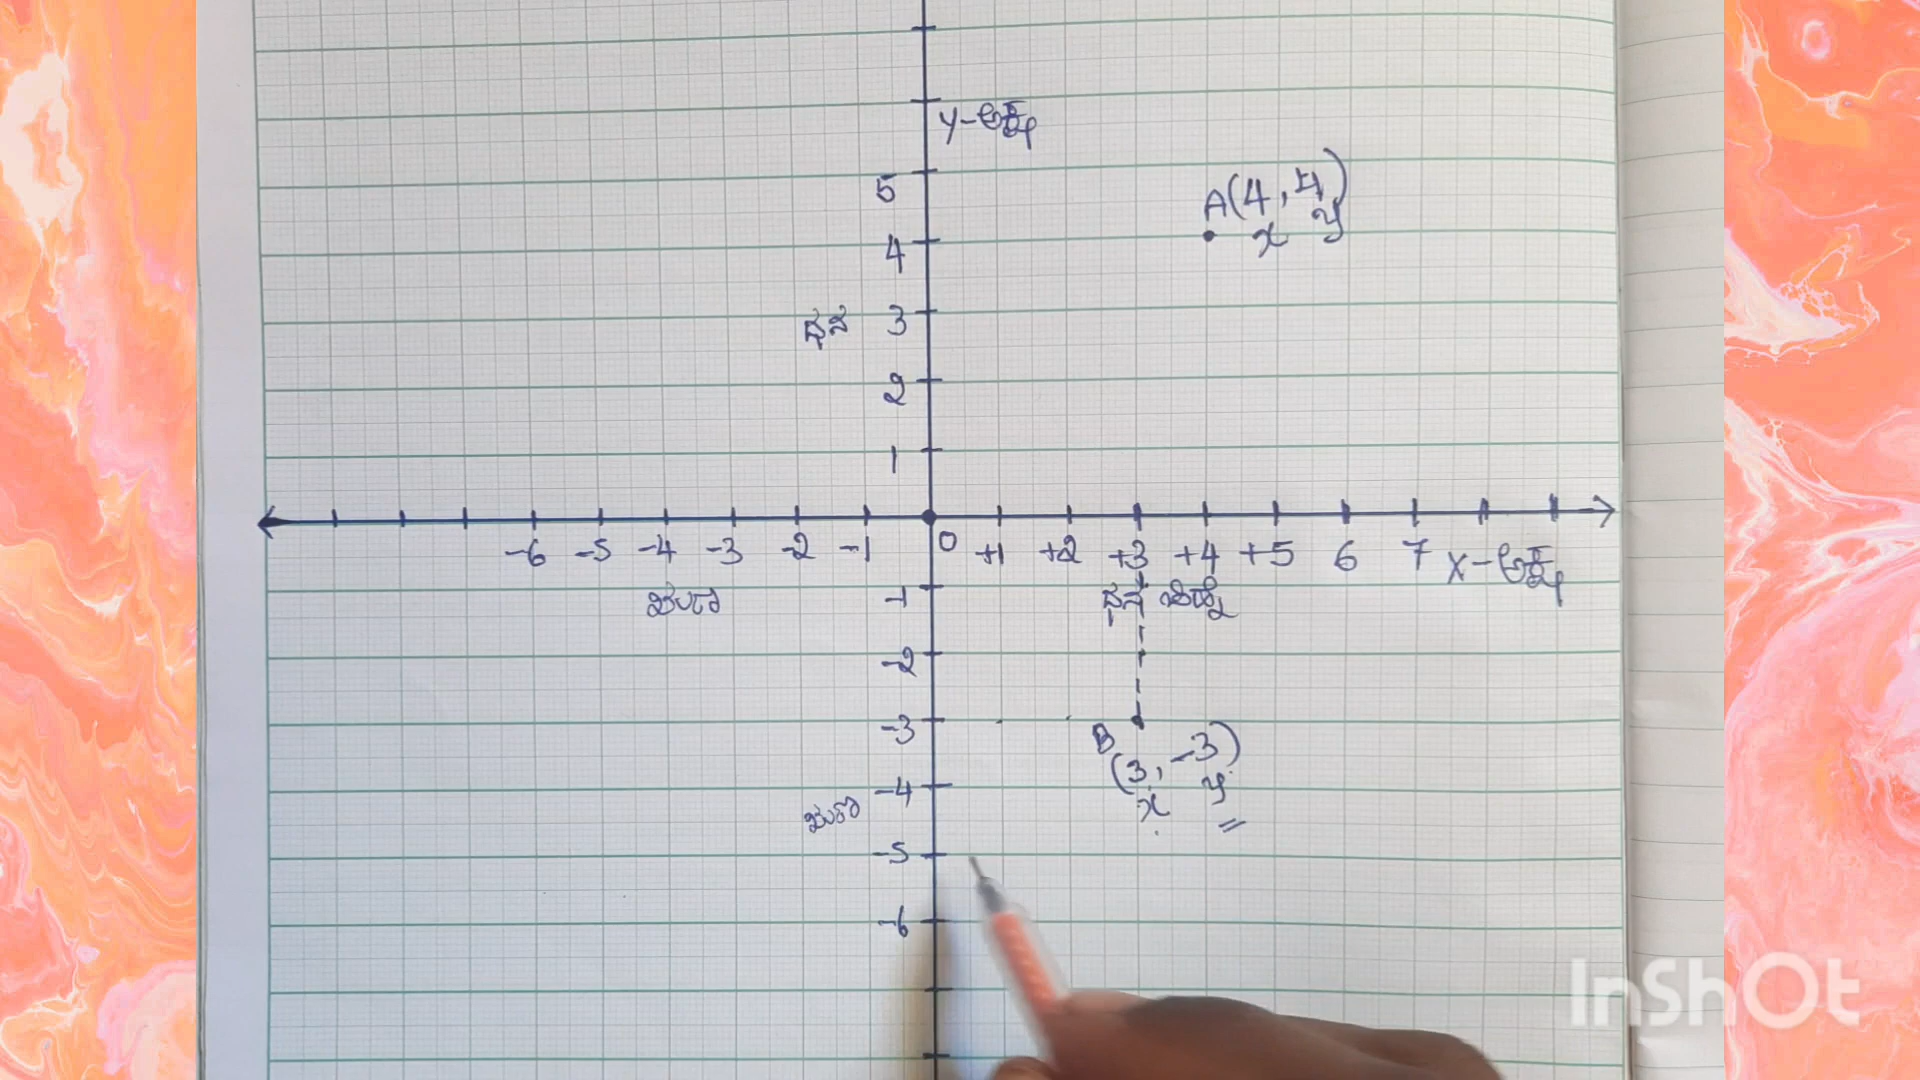 y-ಅಕ್ಷ
5
A(4, 4)
x y
4
ಧನ 3
2
1
-6 -5 -4 -3 -2 -1 0 +1 +2 +3 +4 +5 6 7 x-ಅಕ್ಷ
ಋಣ -1 ಧನ ಚಿಹ್ನೆ
-2
-3
B
(3, -3)
x y
-4
ಋಣ
-5
-6
InShOt